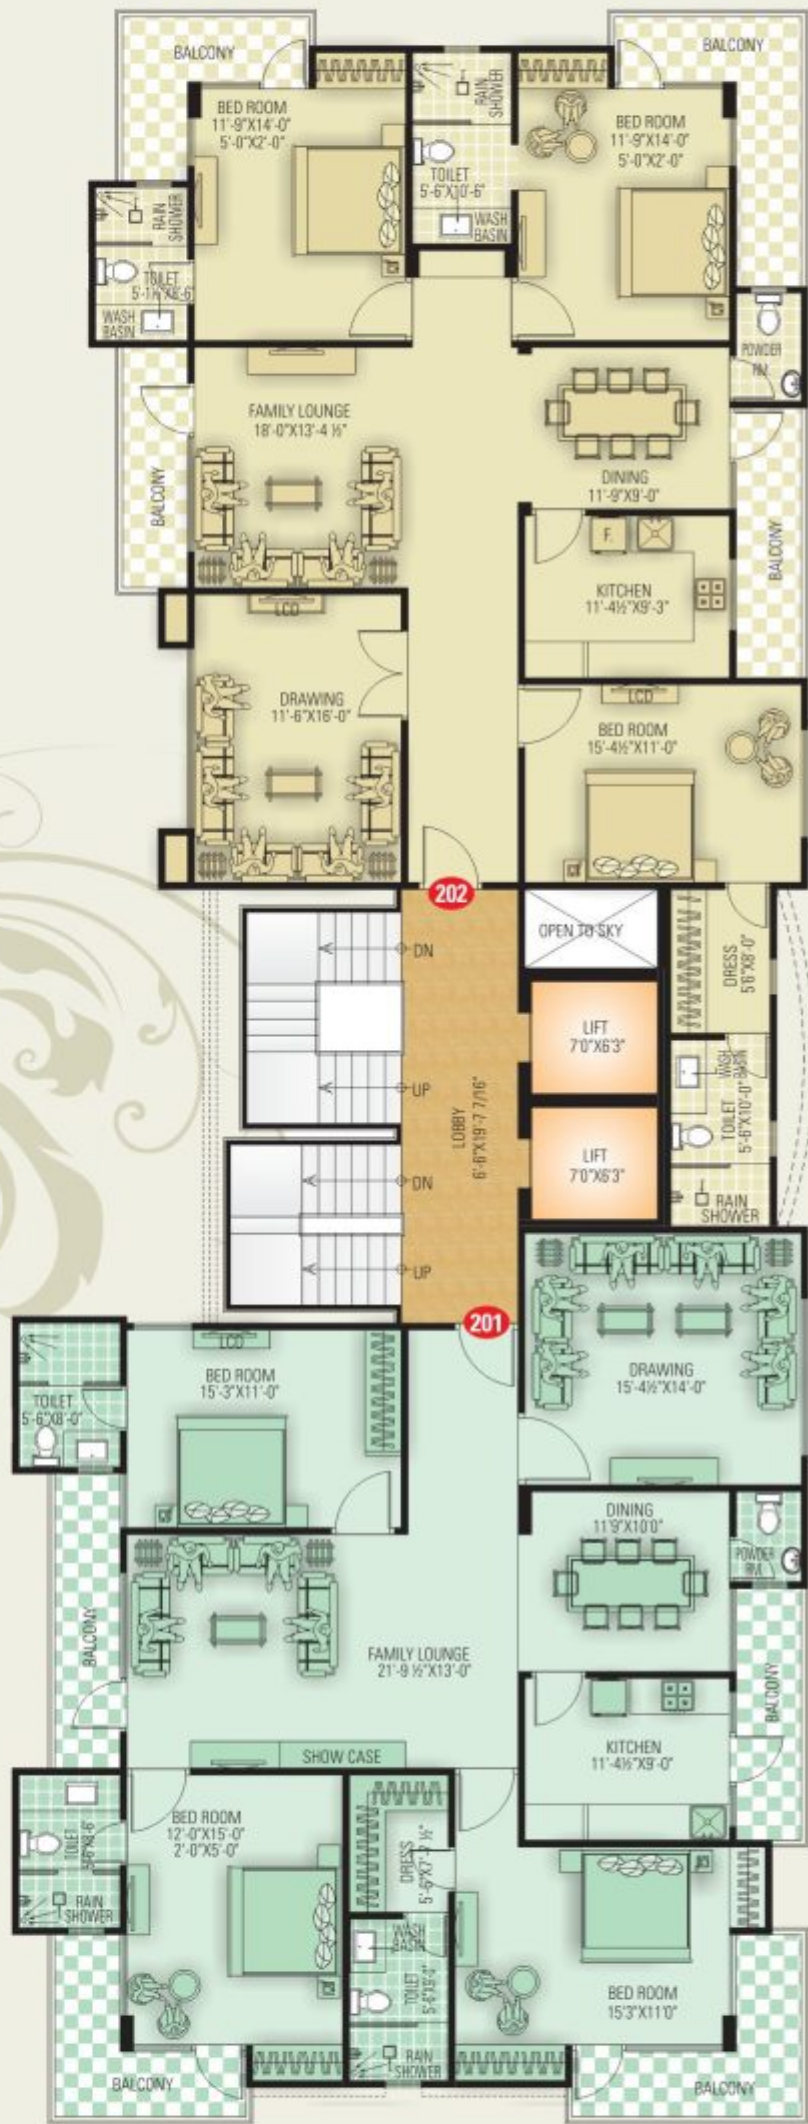 BALCONY
BED ROOM
11'-9"X14'-0"
5'-0"X2'-0"
RAIN
SHOWER
TOILET
5'-6"X10'-6"
WASH
BASIN
BED ROOM
11'-9"X14'-0"
5'-0"X2'-0"
BALCONY
RAIN
SHOWER
TOILET
WASH
BASIN
POWDER
RM.
FAMILY LOUNGE
18'-0"X13'-4 ½"
BALCONY
DINING
11'-9"X9'-0"
BALCONY
F.
KITCHEN
11'-4½"X9'-3"
LCD
DRAWING
11'-6"X16'-0"
LCD
BED ROOM
15'-4½"X11'-0"
202
OPEN TO SKY
DN
UP
DRESS
5'6"X8'-0"
LIFT
7'0"X6'3"
LOBBY
6'-6"X19'-7 7/16"
WASH
BASIN
TOILET
5'-6"X10'-0"
RAIN
SHOWER
LIFT
7'0"X6'3"
DN
UP
201
LCD
BED ROOM
15'-3"X11'-0"
TOILET
5'-6"X8'-0"
DRAWING
15'-4½"X14'-0"
DINING
11'9"X10'0"
POWDER
RM.
BALCONY
FAMILY LOUNGE
21'-9 ½"X13'-0"
BALCONY
SHOW CASE
KITCHEN
11'-4½"X9'-0"
TOILET
RAIN
SHOWER
BED ROOM
12'-0"X15'-0"
2'-0"X5'-0"
DRESS
WASH
BASIN
TOILET
RAIN
SHOWER
BED ROOM
15'3"X11'0"
BALCONY
BALCONY